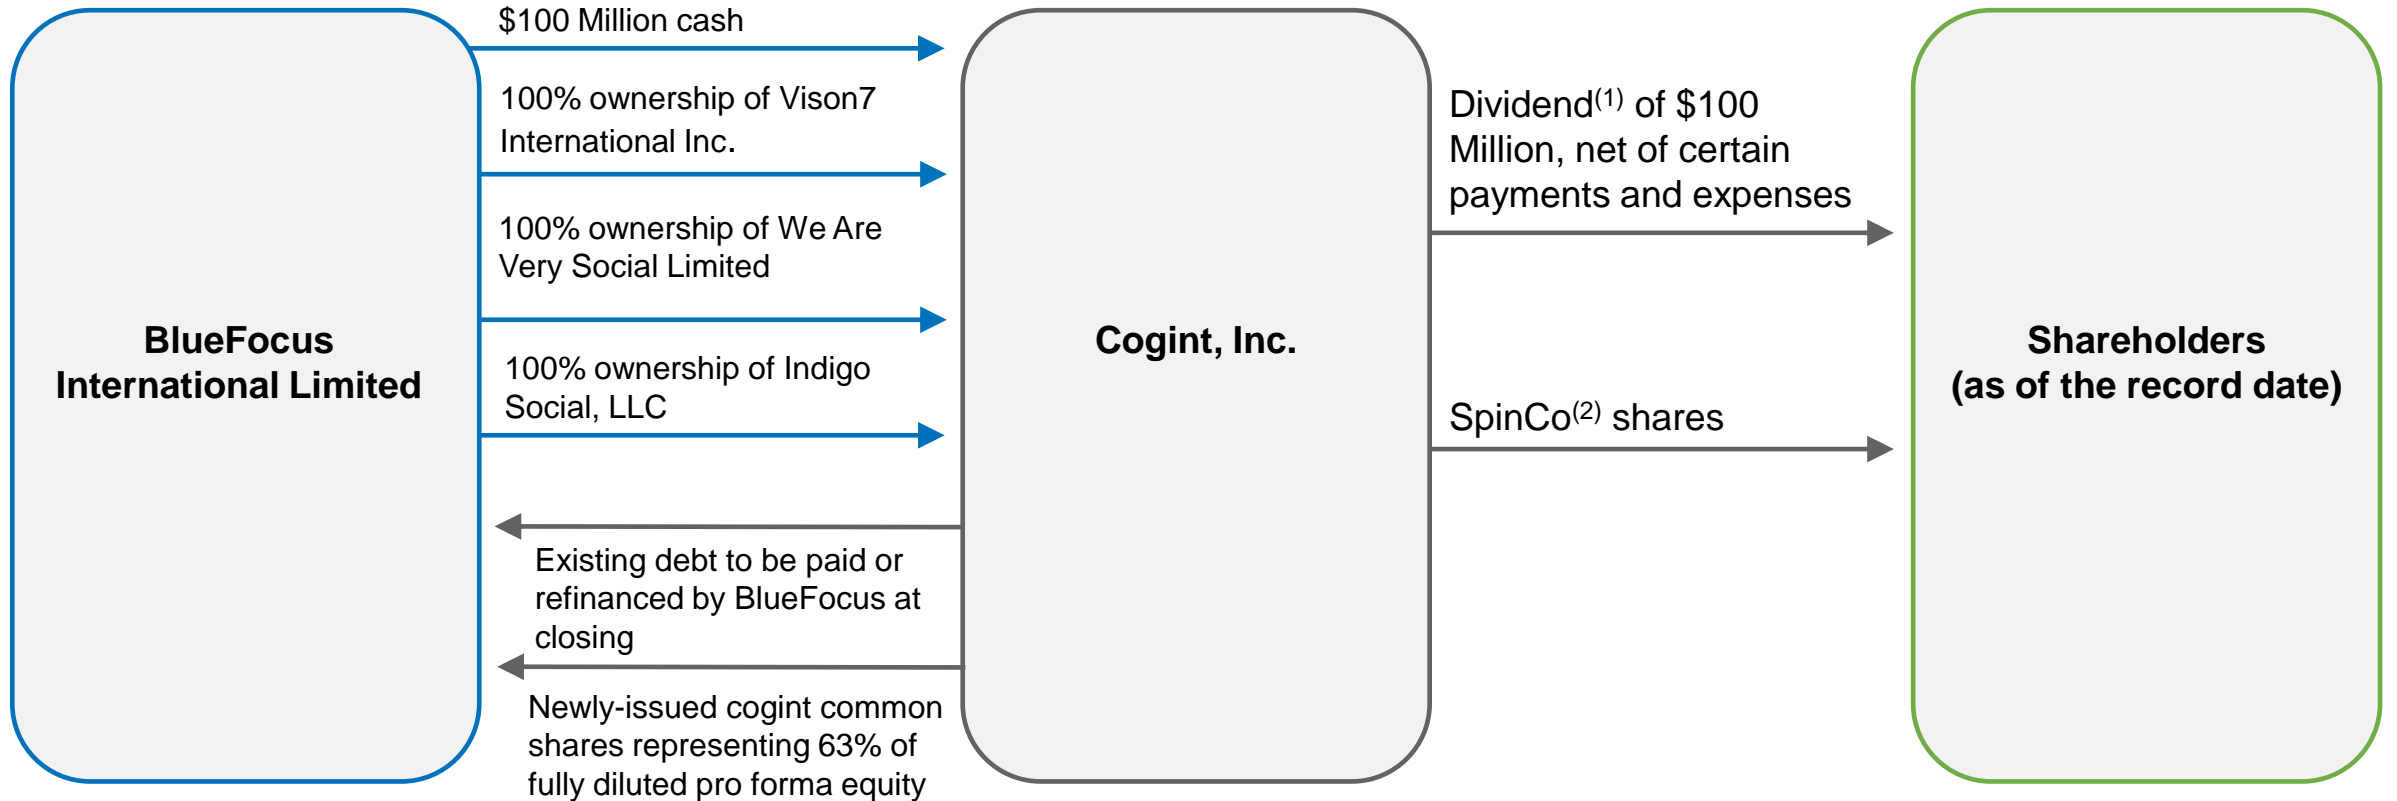 BlueFocus
International Limited
$100 Million cash
100% ownership of Vison7
International Inc.
100% ownership of We Are
Very Social Limited
100% ownership of Indigo
Social, LLC
Existing debt to be paid or
refinanced by BlueFocus at
closing
Newly-issued cogint common
shares representing 63% of
fully diluted pro forma equity
Cogint, Inc.
Dividend(1) of $100
Million, net of certain
payments and expenses
SpinCo(2) shares
Shareholders
(as of the record date)